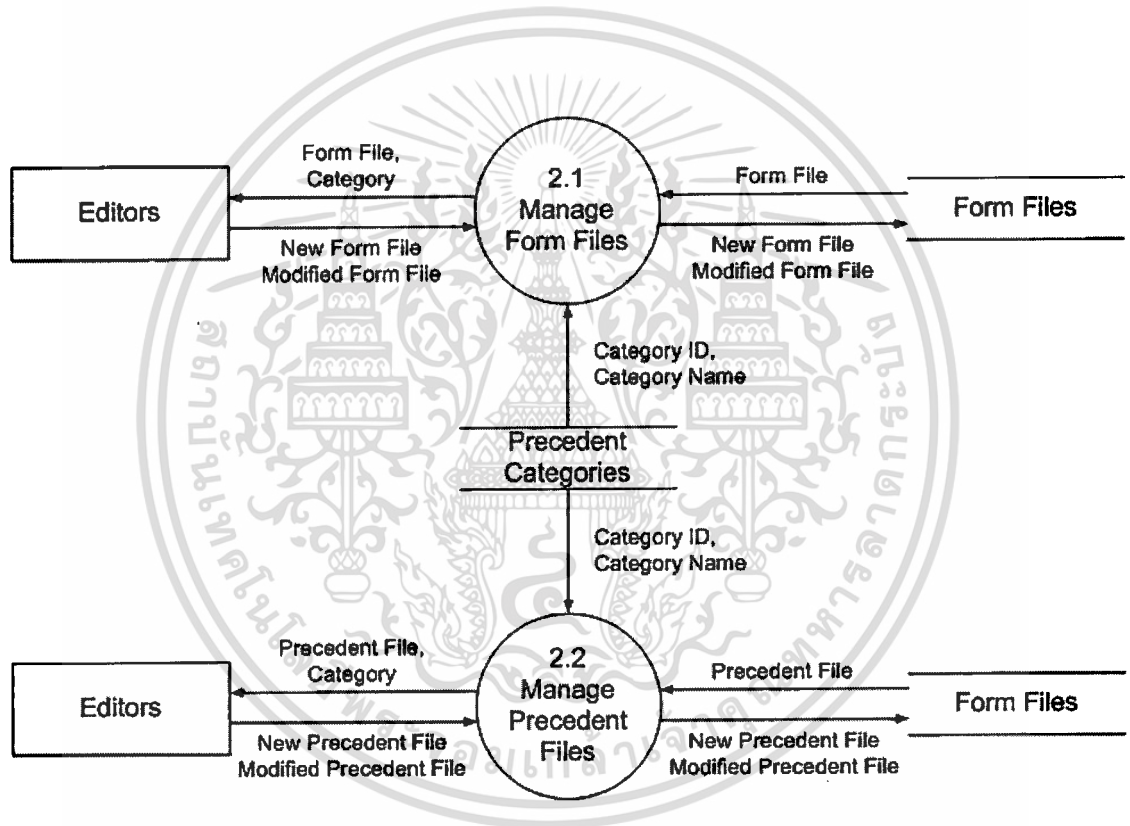 Form File,
Category
Editors
New Form File
Modified Form File
2.1
Manage
Form Files
Form File
New Form File
Modified Form File
Form Files
Category ID,
Category Name
Precedent
Categories
Category ID,
Category Name
Precedent File,
Category
Editors
New Precedent File
Modified Precedent File
2.2
Manage
Precedent
Files
Precedent File
New Precedent File
Modified Precedent File
Form Files